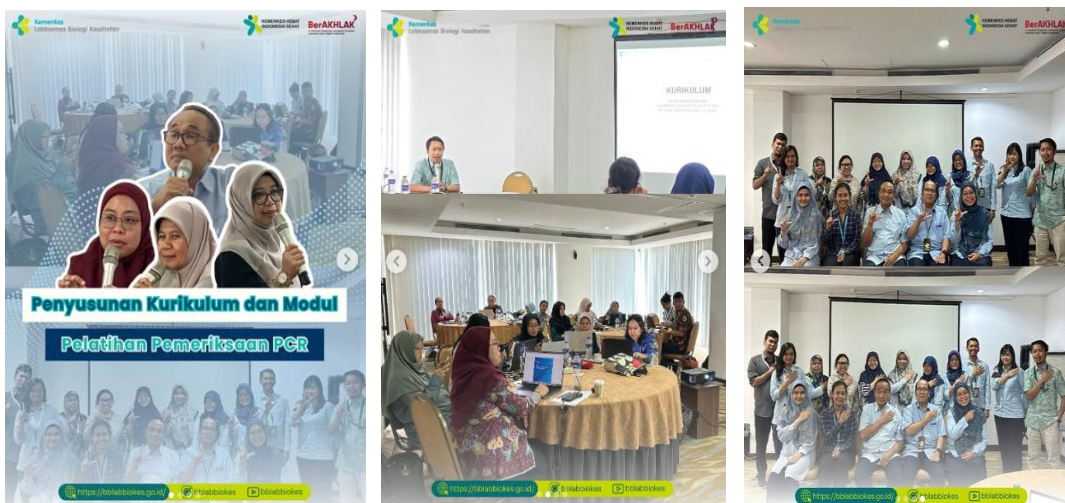 Kemenkes
Labkesmas Biologi Kesehatan
KEMENKES HEBAT
INDONESIA SEHAT
BerAKHLAK
Penyusunan Kurikulum dan Modul
Pelatihan Pemeriksaan PCR
https://bblabbiokes.go.id/
bblabbiokes
bblabbiokes
Kemenkes
Labkesmas Biologi Kesehatan
KEMENKES HEBAT
INDONESIA SEHAT
BerAKHLAK
KURIKULUM
https://bblabbiokes.go.id/
bblabbiokes
bblabbiokes
Kemenkes
Labkesmas Biologi Kesehatan
KEMENKES HEBAT
INDONESIA SEHAT
BerAKHLAK
https://bblabbiokes.go.id/
bblabbiokes
bblabbiokes